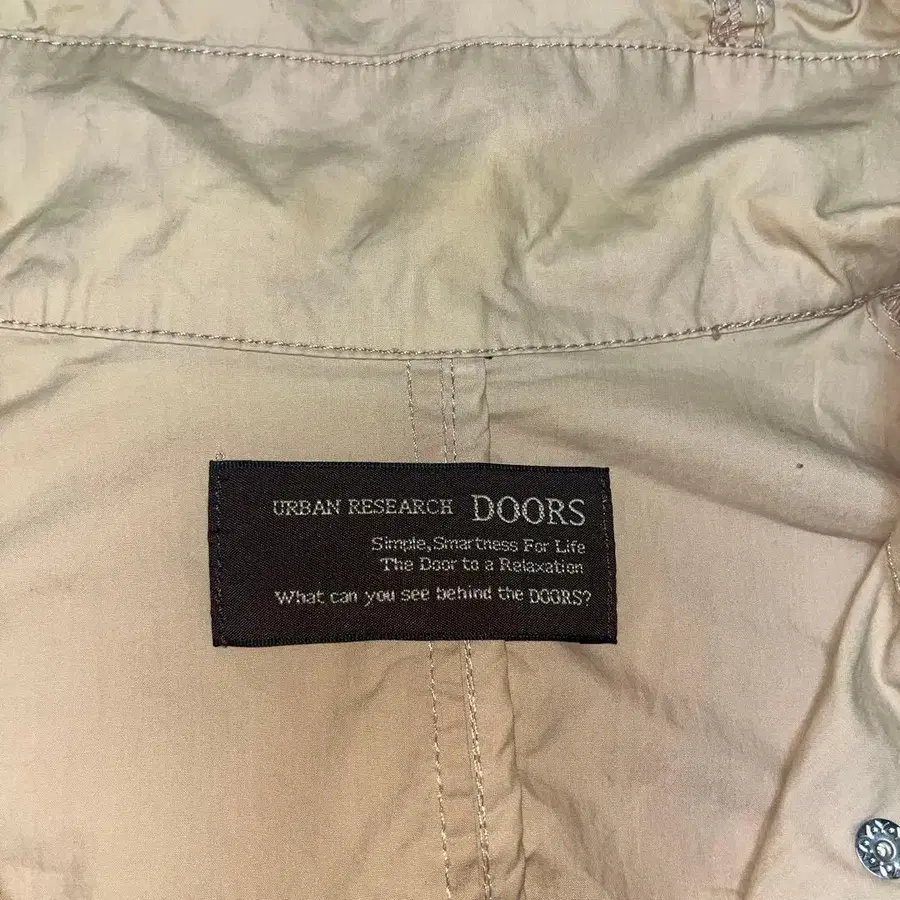 URBAN RESEARCH DOORS
Simple,Smartness For Life
The Door to a Relaxation
What can you see behind the DOORS?